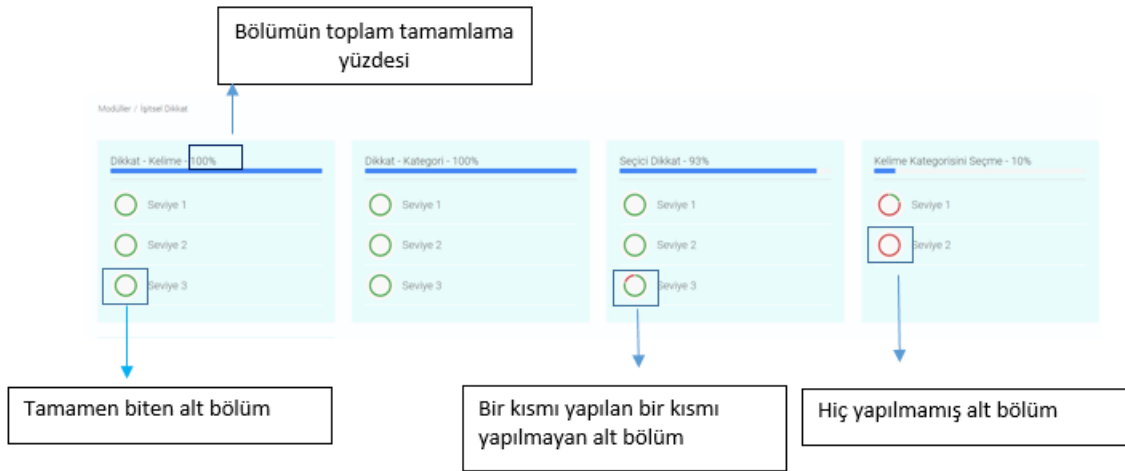 Bölümün toplam tamamlama
yüzdesi
Modüller / İşitsel Dikkat
Dikkat - Kelime - 100%
Seviye 1
Seviye 2
Seviye 3
Dikkat - Kategori - 100%
Seviye 1
Seviye 2
Seviye 3
Seçici Dikkat - 93%
Seviye 1
Seviye 2
Seviye 3
Kelime Kategorisini Seçme - 10%
Seviye 1
Seviye 2
Tamamen biten alt bölüm
Bir kısmı yapılan bir kısmı
yapılmayan alt bölüm
Hiç yapılmamış alt bölüm